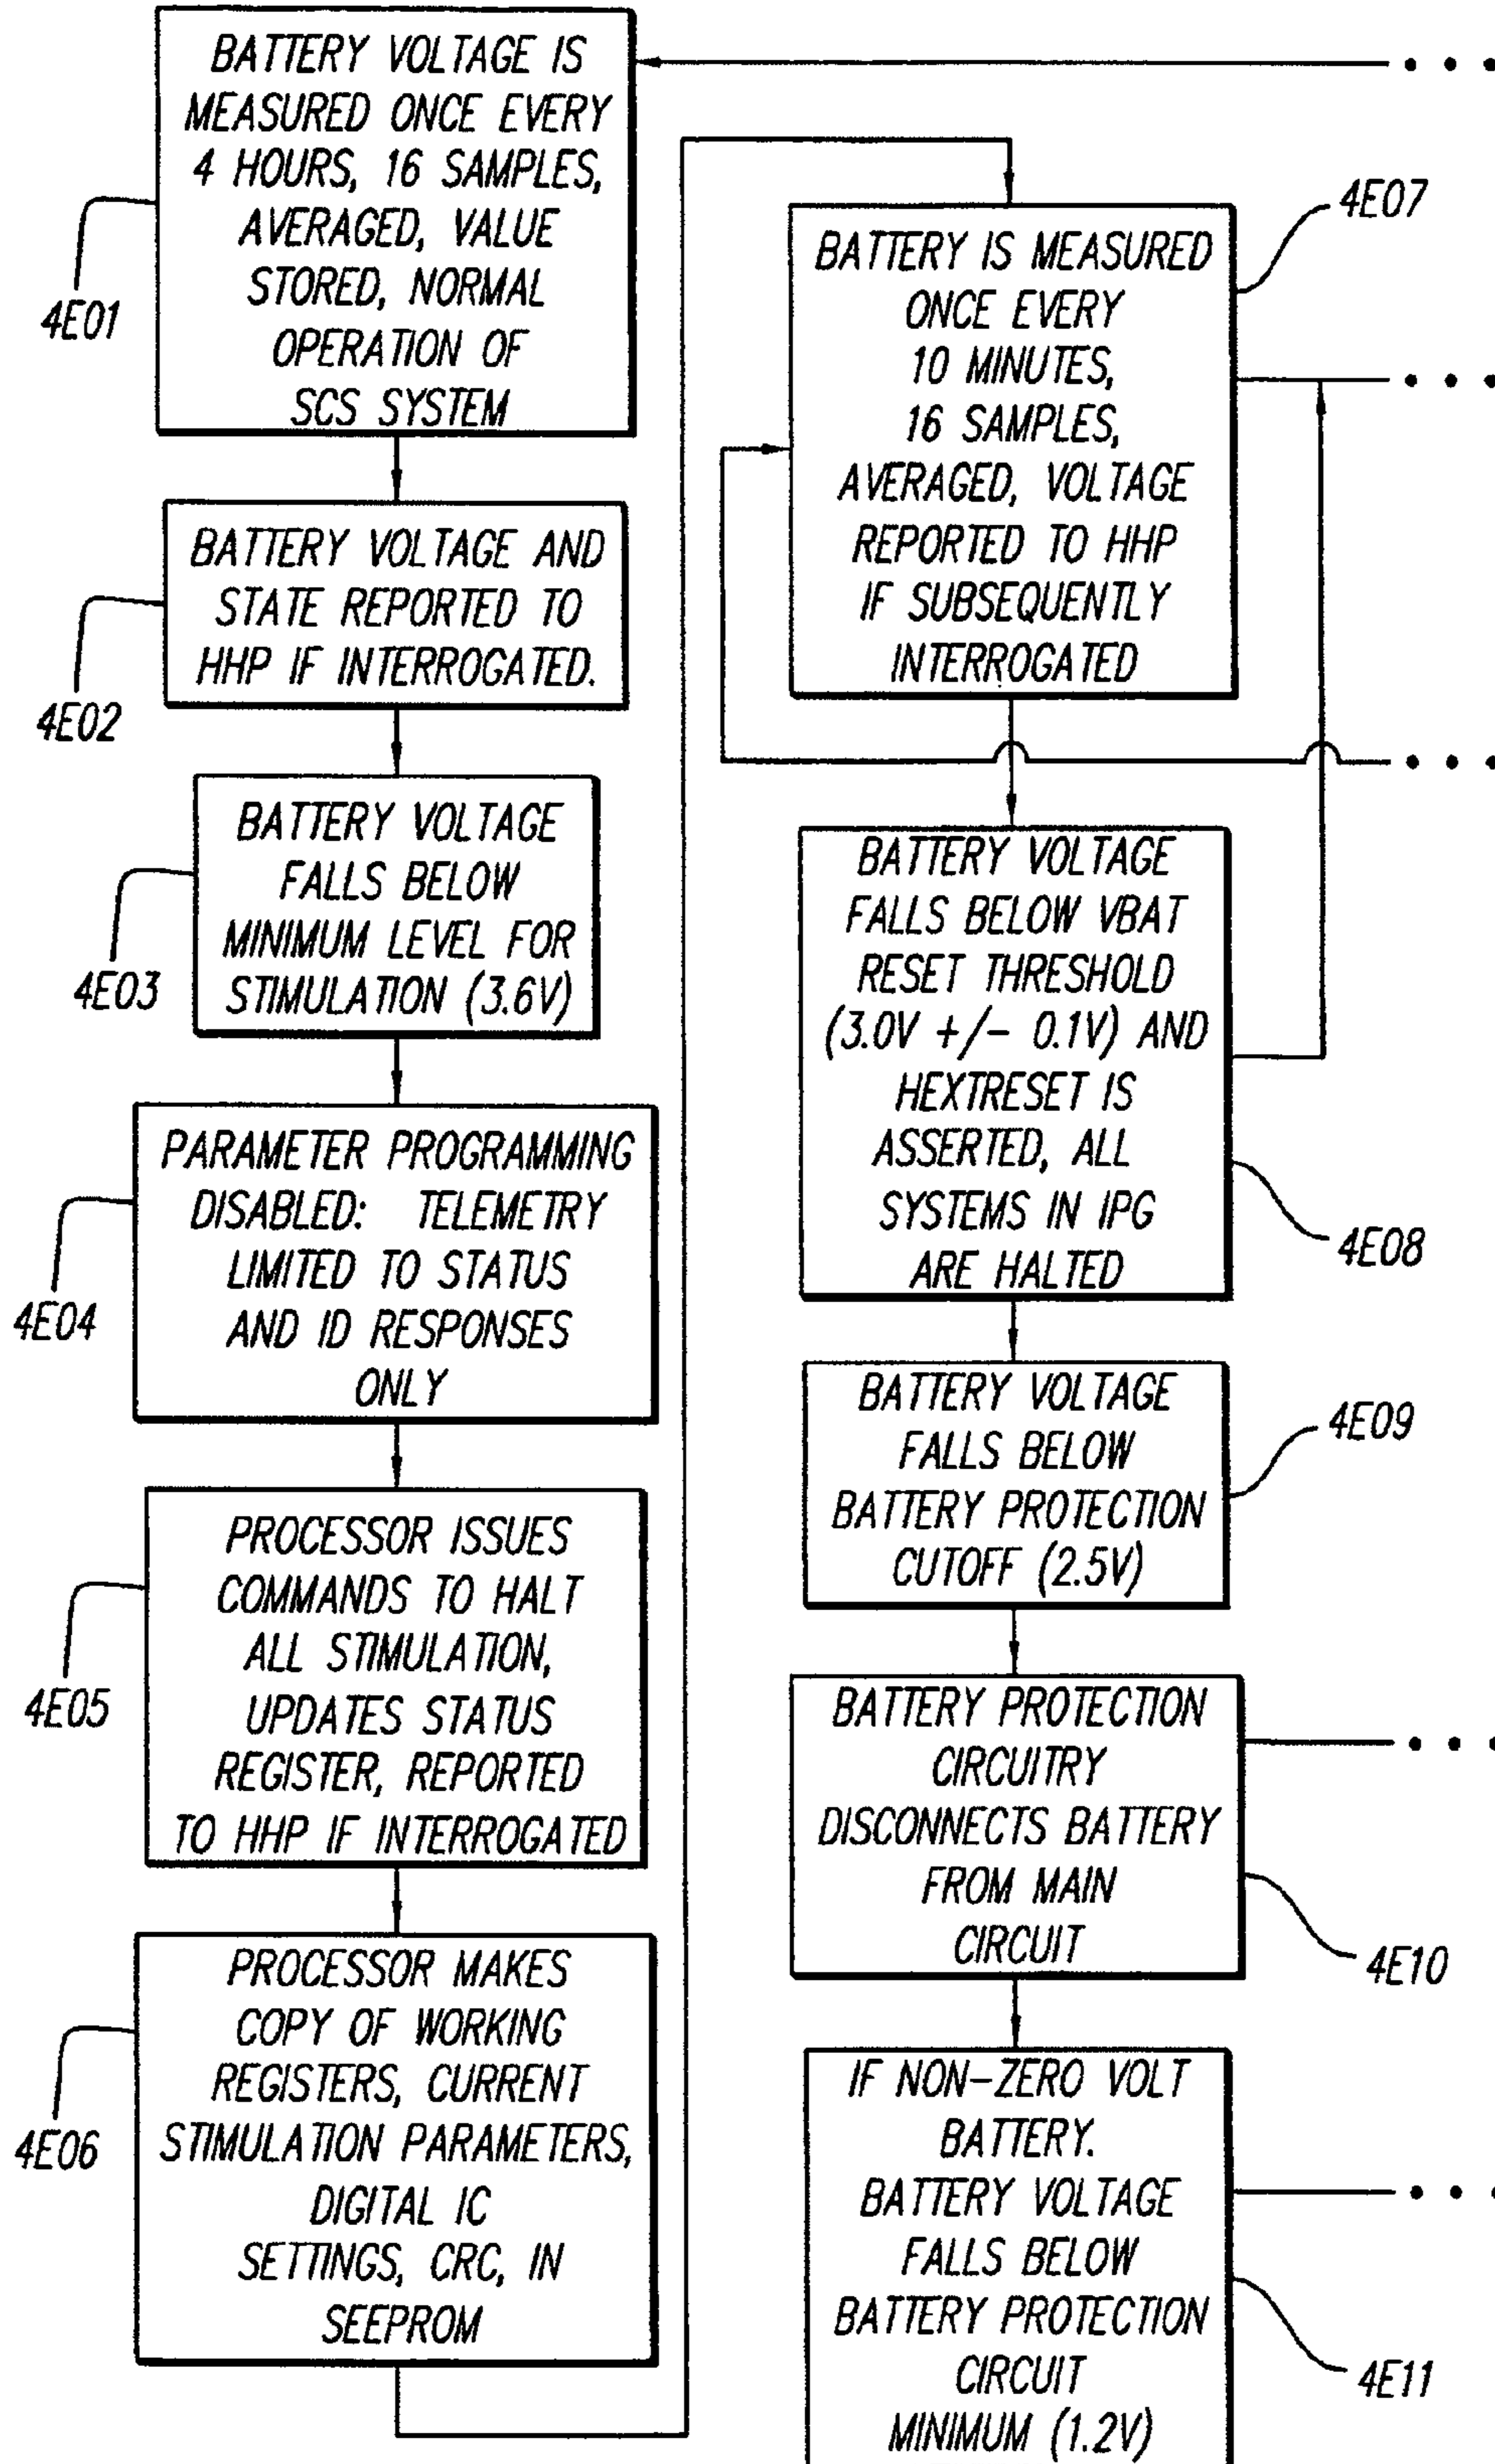 BATTERY VOLTAGE IS
MEASURED ONCE EVERY
4 HOURS, 16 SAMPLES,
AVERAGED, VALUE
STORED, NORMAL
OPERATION OF
SCS SYSTEM
4E01
BATTERY VOLTAGE AND
STATE REPORTED TO
HHP IF INTERROGATED.
4E02
BATTERY VOLTAGE
FALLS BELOW
MINIMUM LEVEL FOR
STIMULATION (3.6V)
4E03
PARAMETER PROGRAMMING
DISABLED: TELEMETRY
LIMITED TO STATUS
AND ID RESPONSES
ONLY
4E04
PROCESSOR ISSUES
COMMANDS TO HALT
ALL STIMULATION,
UPDATES STATUS
REGISTER, REPORTED
TO HHP IF INTERROGATED
4E05
PROCESSOR MAKES
COPY OF WORKING
REGISTERS, CURRENT
STIMULATION PARAMETERS,
DIGITAL IC
SETTINGS, CRC, IN
SEEPROM
4E06
BATTERY IS MEASURED
ONCE EVERY
10 MINUTES,
16 SAMPLES,
AVERAGED, VOLTAGE
REPORTED TO HHP
IF SUBSEQUENTLY
INTERROGATED
4E07
BATTERY VOLTAGE
FALLS BELOW VBAT
RESET THRESHOLD
(3.0V +/- 0.1V) AND
HEXTRESET IS
ASSERTED, ALL
SYSTEMS IN IPG
ARE HALTED
4E08
BATTERY VOLTAGE
FALLS BELOW
BATTERY PROTECTION
CUTOFF (2.5V)
4E09
BATTERY PROTECTION
CIRCUITRY
DISCONNECTS BATTERY
FROM MAIN
CIRCUIT
4E10
IF NON-ZERO VOLT
BATTERY.
BATTERY VOLTAGE
FALLS BELOW
BATTERY PROTECTION
CIRCUIT
MINIMUM (1.2V)
4E11